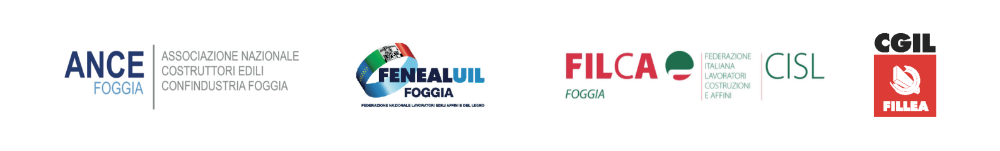 ANCE
FOGGIA
ASSOCIAZIONE NAZIONALE
COSTRUTTORI EDILI
CONFINDUSTRIA FOGGIA
FENEALUIL
FOGGIA
FEDERAZIONE NAZIONALE LAVORATORI EDILI AFFINI E DEL LEGNO
FILCA
FOGGIA
FEDERAZIONE
ITALIANA
LAVORATORI
COSTRUZIONI
E AFFINI
CISL
CGIL
FILLEA